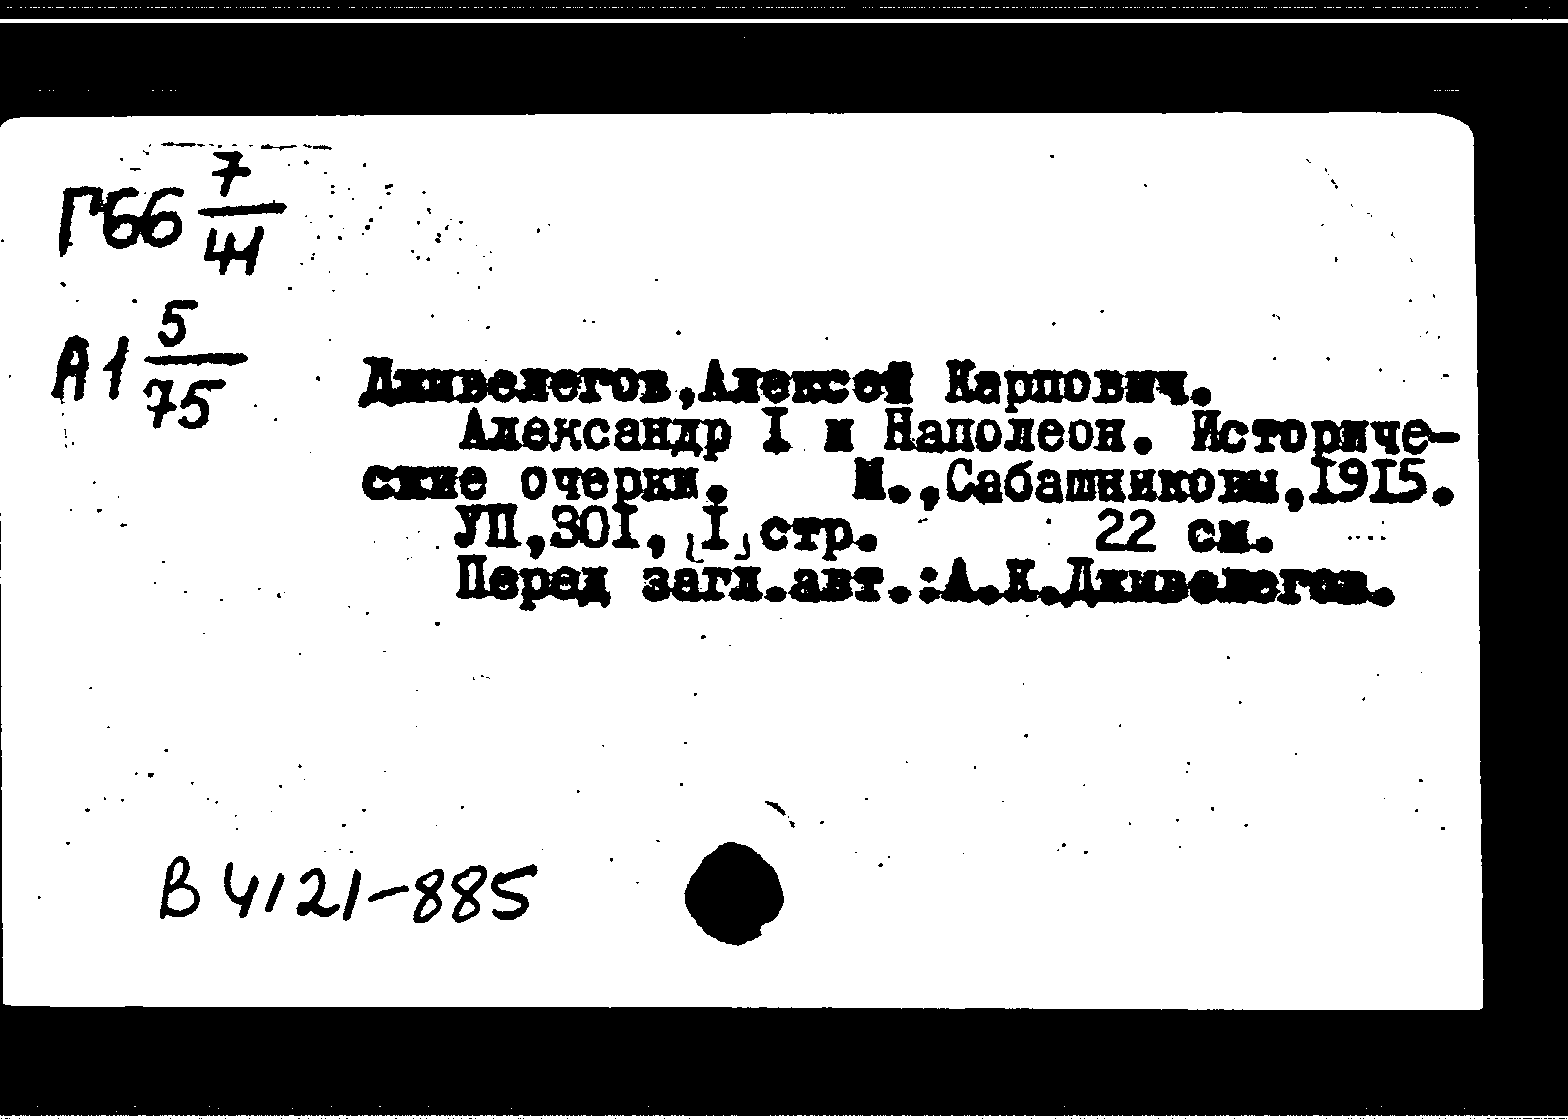 Г66 7/41
А1 5/75
Дживелегов,Алексей Карпович.
Александр I и Наполеон. Историче-
ские очерки. М.,Сабашниковы,1915.
УП,301, [1] стр. 22 см.
Перед загл.авт.:А.К.Дживелегов.
В 4121-885